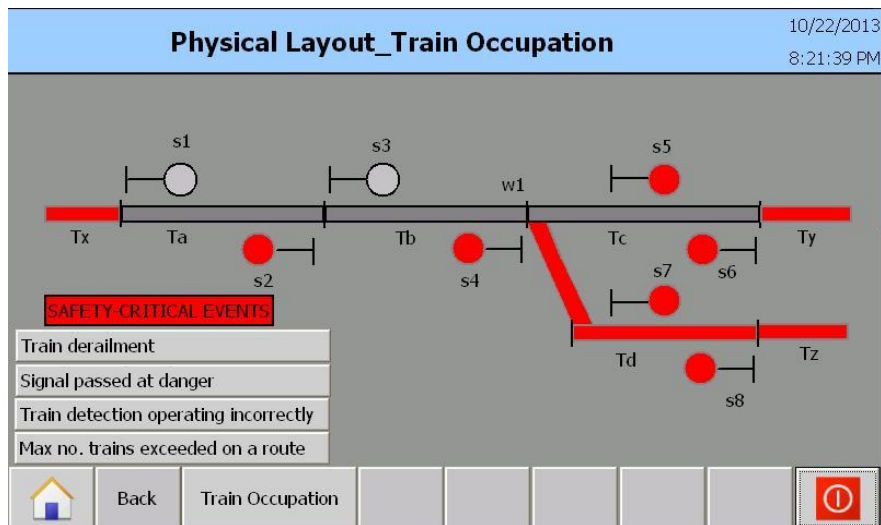 Physical Layout_Train Occupation
10/22/2013
8:21:39 PM
s1
s3
s5
w1
Tx
Ta
Tb
Tc
Ty
s2
s4
s7
s6
SAFETY-CRITICAL EVENTS
Train derailment
Signal passed at danger
Train detection operating incorrectly
Max no. trains exceeded on a route
Td
Tz
s8
Back
Train Occupation